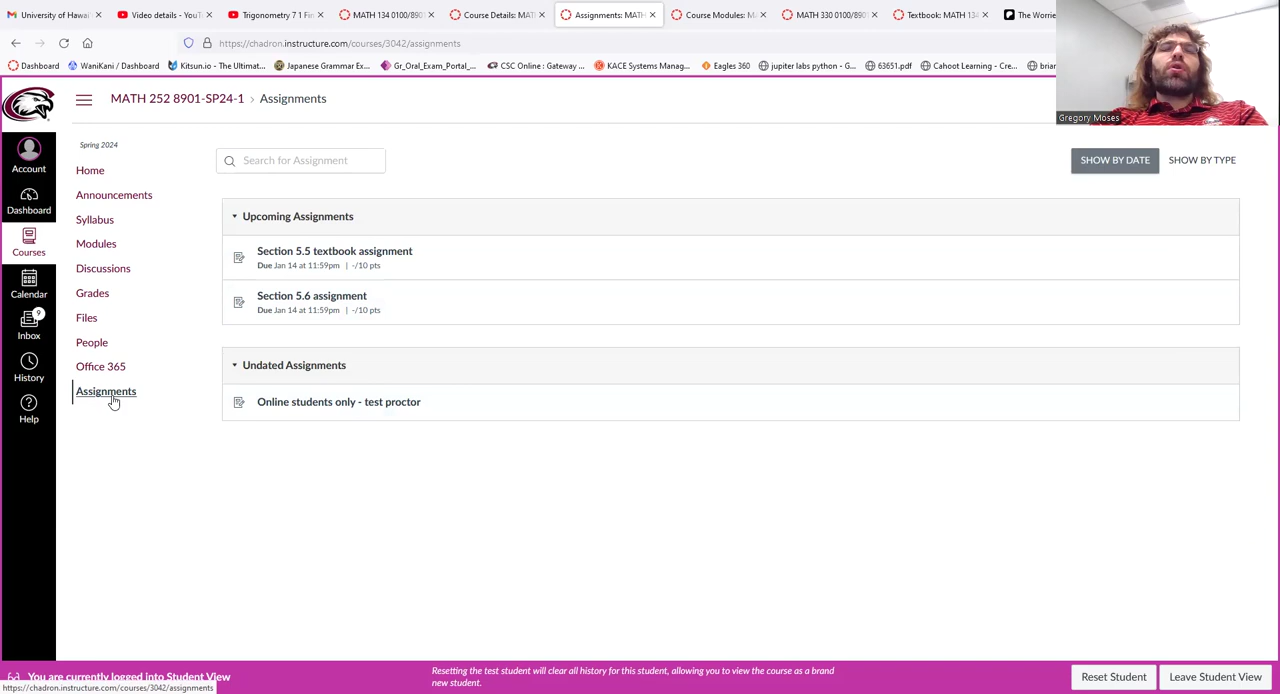 University of Hawai'i
Video details - YouTu
Trigonometry 7 1 Fin
MATH 134 0100/890
Course Details: MAT
Assignments: MATH
Course Modules: MA
MATH 330 0100/890
Textbook: MATH 134
The Worrie
https://chadron.instructure.com/courses/3042/assignments
Dashboard
WaniKani / Dashboard
Kitsun.io - The Ultimat...
Japanese Grammar Ex...
Gr_Oral_Exam_Portal_...
CSC Online : Gateway ...
KACE Systems Manag...
Eagles 360
jupiter labs python - G...
63651.pdf
Cahoot Learning - Cre...
brian
Gregory Moses
MATH 252 8901-SP24-1 › Assignments
Account
Dashboard
Courses
Calendar
9
Inbox
History
Help
Spring 2024
Home
Announcements
Syllabus
Modules
Discussions
Grades
Files
People
Office 365
Assignments
Search for Assignment
SHOW BY DATE
SHOW BY TYPE
Upcoming Assignments
Section 5.5 textbook assignment
Due Jan 14 at 11:59pm | -/10 pts
Section 5.6 assignment
Due Jan 14 at 11:59pm | -/10 pts
Undated Assignments
Online students only - test proctor
You are currently logged into Student View
Resetting the test student will clear all history for this student, allowing you to view the course as a brand
new student.
Reset Student
Leave Student View
https://chadron.instructure.com/courses/3042/assignments